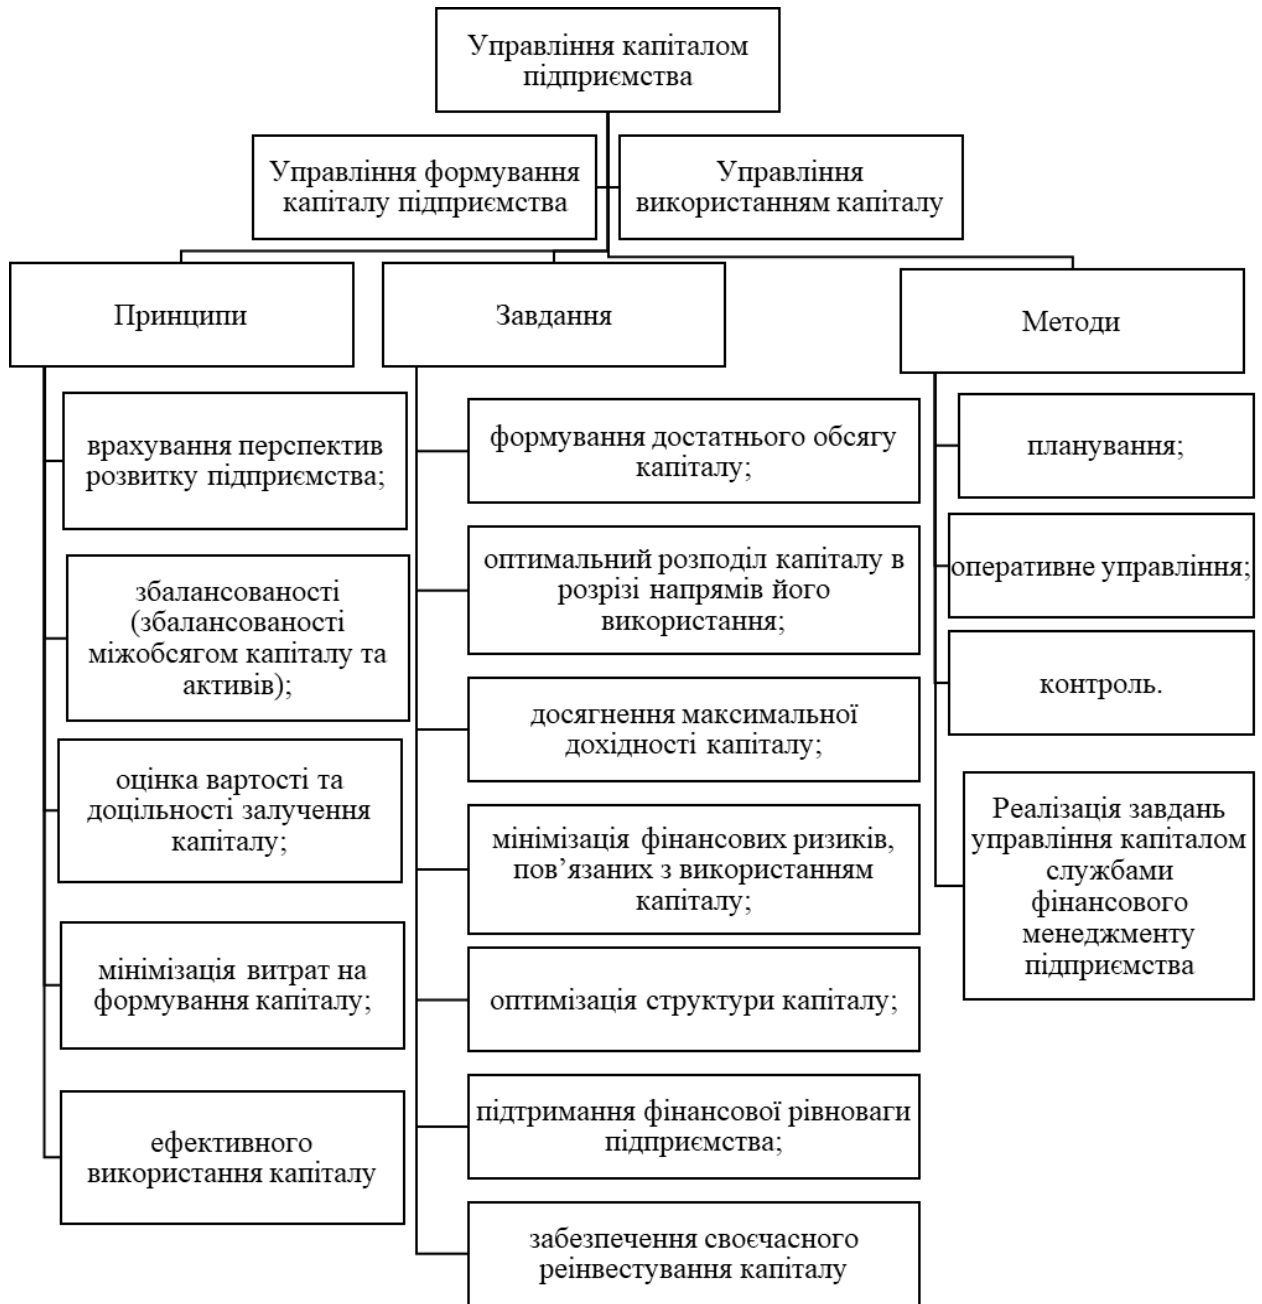 Управління капіталом
підприємства
Управління формування
капіталу підприємства
Управління
використанням капіталу
Принципи
Завдання
Методи
врахування перспектив
розвитку підприємства;
збалансованості
(збалансованості
міжобсягом капіталу та
активів);
оцінка вартості та
доцільності залучення
капіталу;
мінімізація витрат на
формування капіталу;
ефективного
використання капіталу
формування достатнього обсягу
капіталу;
оптимальний розподіл капіталу в
розрізі напрямів його
використання;
досягнення максимальної
дохідності капіталу;
мінімізація фінансових ризиків,
пов’язаних з використанням
капіталу;
оптимізація структури капіталу;
підтримання фінансової рівноваги
підприємства;
забезпечення своєчасного
реінвестування капіталу
планування;
оперативне управління;
контроль.
Реалізація завдань
управління капіталом
службами
фінансового
менеджменту
підприємства